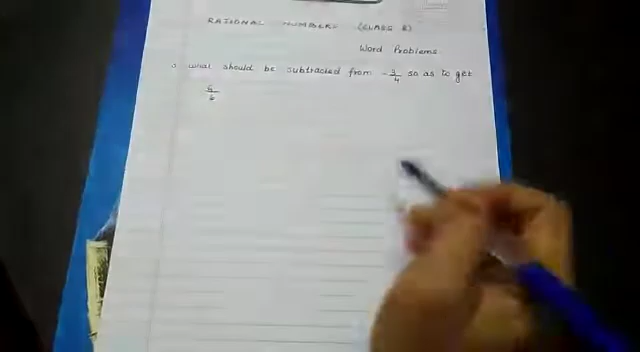 RATIONAL NUMBERS (CLASS 8)
Word Problems
what should be subtracted from -3/4 so as to get
5/6